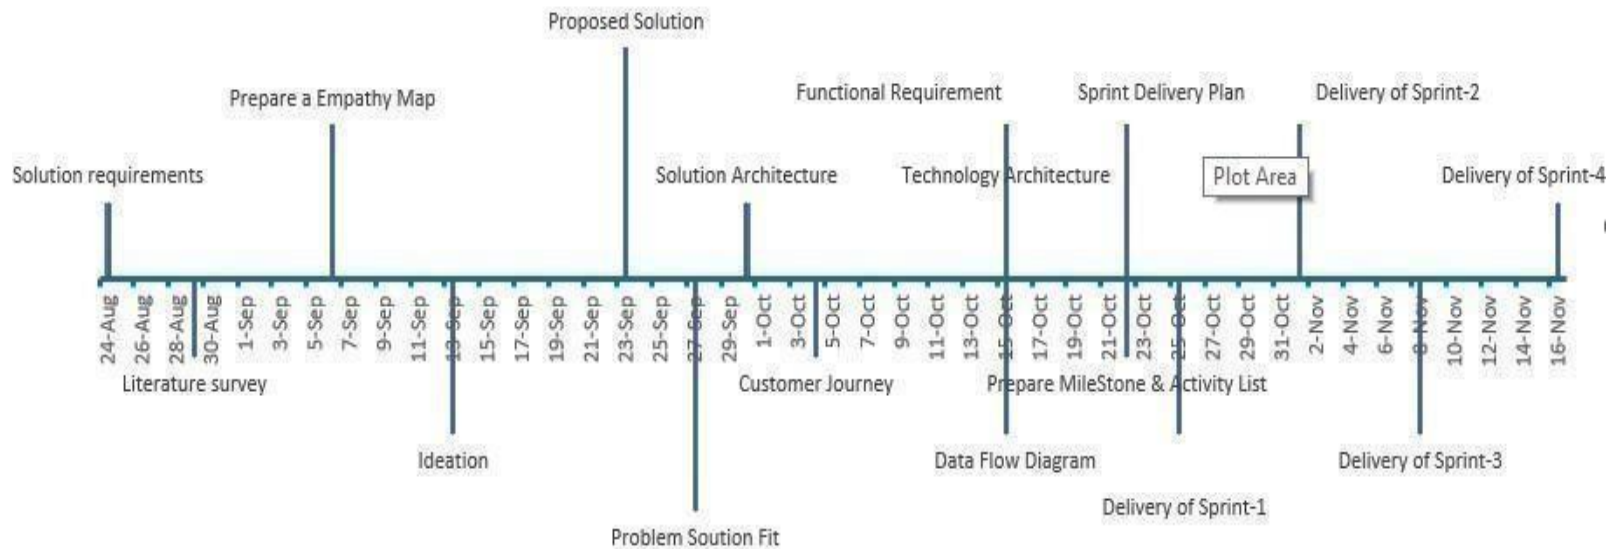 Proposed Solution
Prepare a Empathy Map
Functional Requirement
Sprint Delivery Plan
Delivery of Sprint-2
Solution requirements
Solution Architecture
Technology Architecture
Plot Area
Delivery of Sprint-4
24-Aug
26-Aug
28-Aug
30-Aug
1-Sep
3-Sep
5-Sep
7-Sep
9-Sep
11-Sep
13-Sep
15-Sep
17-Sep
19-Sep
21-Sep
23-Sep
25-Sep
27-Sep
29-Sep
1-Oct
3-Oct
5-Oct
7-Oct
9-Oct
11-Oct
13-Oct
15-Oct
17-Oct
19-Oct
21-Oct
23-Oct
25-Oct
27-Oct
29-Oct
31-Oct
2-Nov
4-Nov
6-Nov
8-Nov
10-Nov
12-Nov
14-Nov
16-Nov
Literature survey
Customer Journey
Prepare MileStone & Activity List
Ideation
Data Flow Diagram
Delivery of Sprint-3
Delivery of Sprint-1
Problem Soution Fit